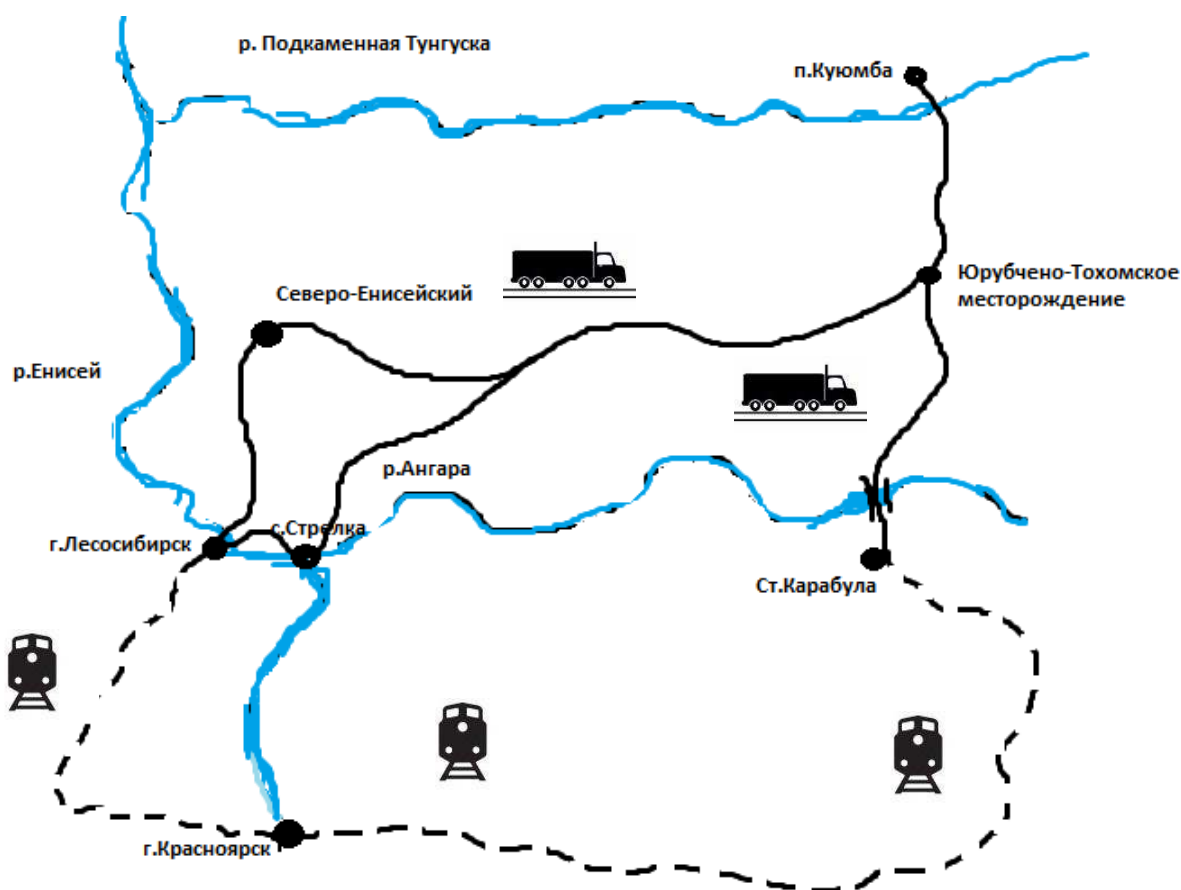 р. Подкаменная Тунгуска
п.Куюмба
Юрубчено-Тохомское
месторождение
Северо-Енисейский
р.Енисей
р.Ангара
с.Стрелка
г.Лесосибирск
Ст.Карабула
г.Красноярск